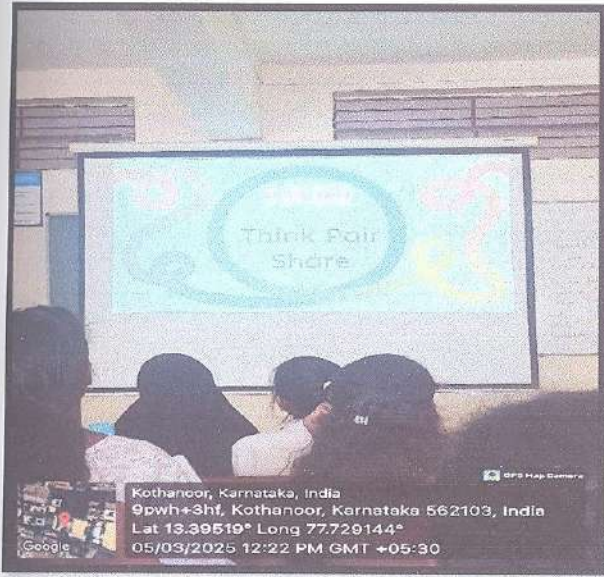 Think Pair
Share
GPS Map Camera
Kothanoor, Karnataka, India
9pwh+3hf, Kothanoor, Karnataka 562103, India
Lat 13.39519° Long 77.729144°
05/03/2025 12:22 PM GMT +05:30
Google